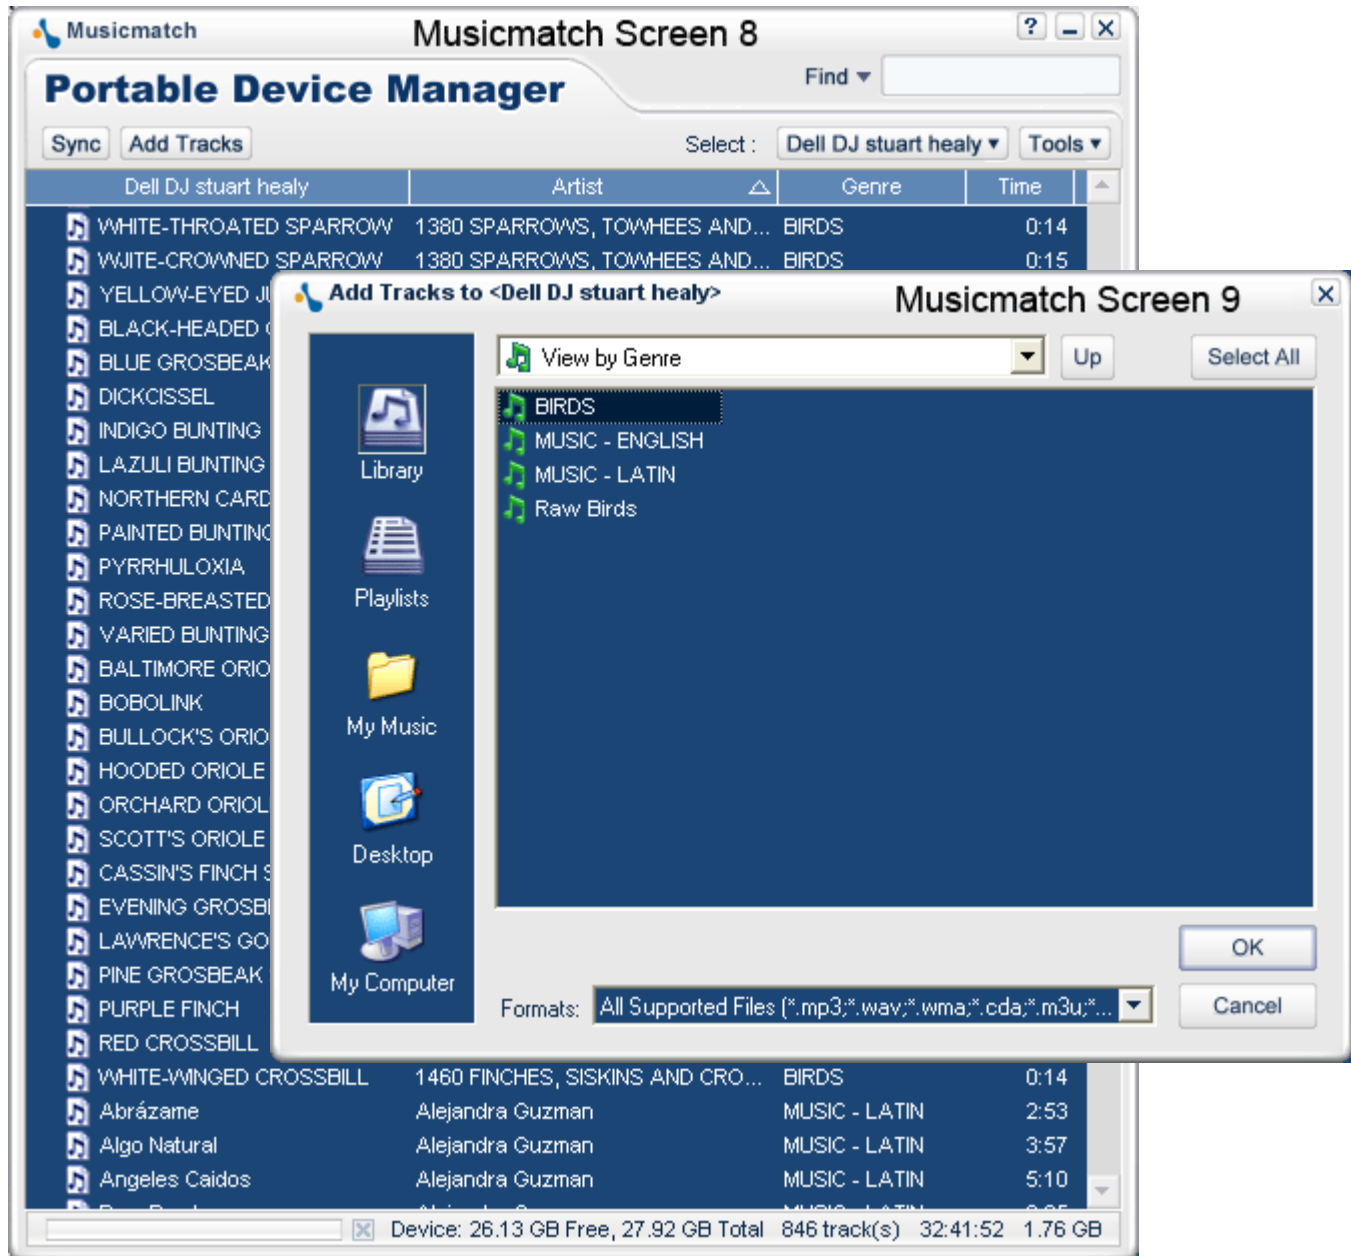 Musicmatch
Musicmatch Screen 8
Portable Device Manager
Find
Sync Add Tracks Select : Dell DJ stuart healy Tools
Dell DJ stuart healy Artist Genre Time
WHITE-THROATED SPARROW 1380 SPARROWS, TOWHEES AND... BIRDS 0:14
WJITE-CROWNED SPARROW 1380 SPARROWS, TOWHEES AND... BIRDS 0:15
YELLOW-EYED
BLACK-HEADED
BLUE GROSBEAK
DICKCISSEL
INDIGO BUNTING
LAZULI BUNTING
NORTHERN CARD
PAINTED BUNTING
PYRRHULOXIA
ROSE-BREASTED
VARIED BUNTING
BALTIMORE ORIO
BOBOLINK
BULLOCK'S ORIO
HOODED ORIOLE
ORCHARD ORIOL
SCOTT'S ORIOLE
CASSIN'S FINCH
EVENING GROSB
LAWRENCE'S GO
PINE GROSBEAK
PURPLE FINCH
RED CROSSBILL
WHITE-WINGED CROSSBILL 1460 FINCHES, SISKINS AND CRO... BIRDS 0:14
Abrázame Alejandra Guzman MUSIC - LATIN 2:53
Algo Natural Alejandra Guzman MUSIC - LATIN 3:57
Angeles Caidos Alejandra Guzman MUSIC - LATIN 5:10
Device: 26.13 GB Free, 27.92 GB Total 846 track(s) 32:41:52 1.76 GB
Add Tracks to <Dell DJ stuart healy>
Musicmatch Screen 9
View by Genre Up Select All
Library
Playlists
My Music
Desktop
My Computer
BIRDS
MUSIC - ENGLISH
MUSIC - LATIN
Raw Birds
OK
Formats: All Supported Files (*.mp3;*.wav;*.wma;*.cda;*.m3u;*...
Cancel